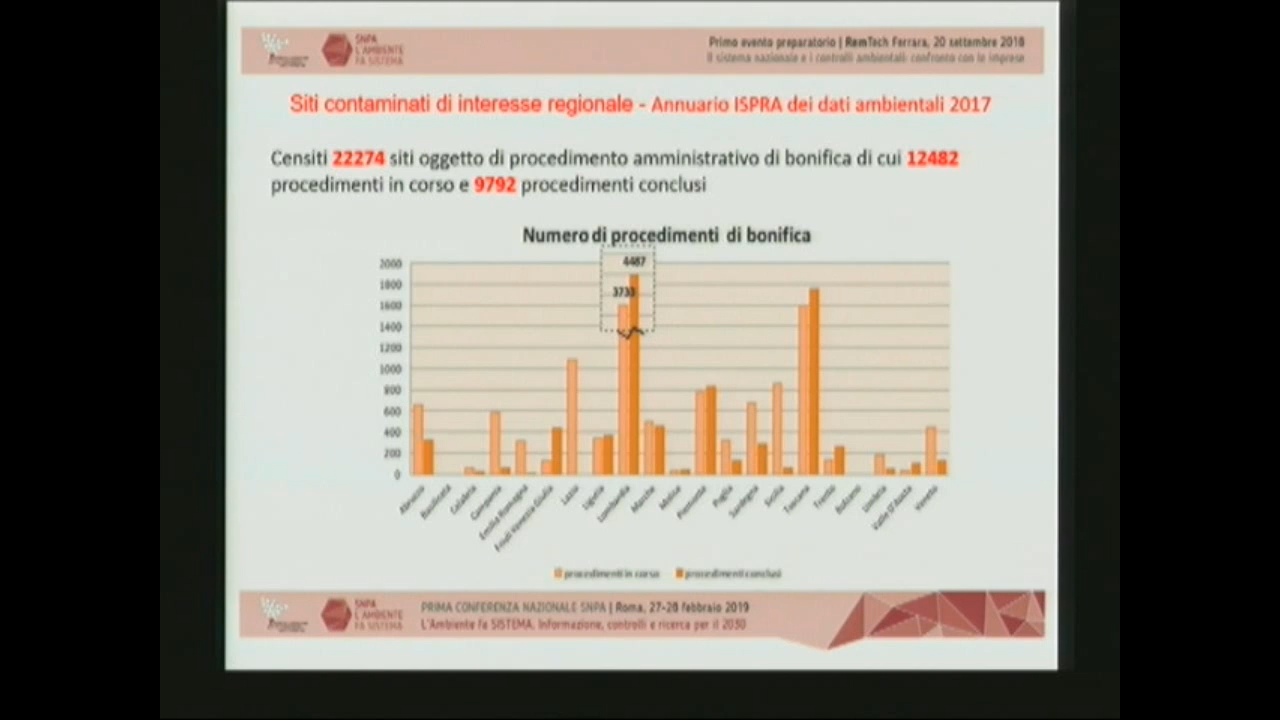 SNPA
L'AMBIENTE
FA SISTEMA
Primo evento preparatorio | RemTech Ferrara, 20 settembre 2018
Il sistema nazionale e i controlli ambientali: confronto con le imprese
Siti contaminati di interesse regionale - Annuario ISPRA dei dati ambientali 2017
Censiti 22274 siti oggetto di procedimento amministrativo di bonifica di cui 12482
procedimenti in corso e 9792 procedimenti conclusi
Numero di procedimenti di bonifica
4487
3733
2000
1800
1600
1400
1200
1000
800
600
400
200
0
Abruzzo
Basilicata
Calabria
Campania
Emilia Romagna
Friuli Venezia Giulia
Lazio
Liguria
Lombardia
Marche
Molise
Piemonte
Puglia
Sardegna
Sicilia
Toscana
Trento
Bolzano
Umbria
Valle D'Aosta
Veneto
procedimenti in corso
procedimenti conclusi
SNPA
L'AMBIENTE
FA SISTEMA
PRIMA CONFERENZA NAZIONALE SNPA | Roma, 27-28 febbraio 2019
L'Ambiente fa SISTEMA. Informazione, controlli e ricerca per il 2030